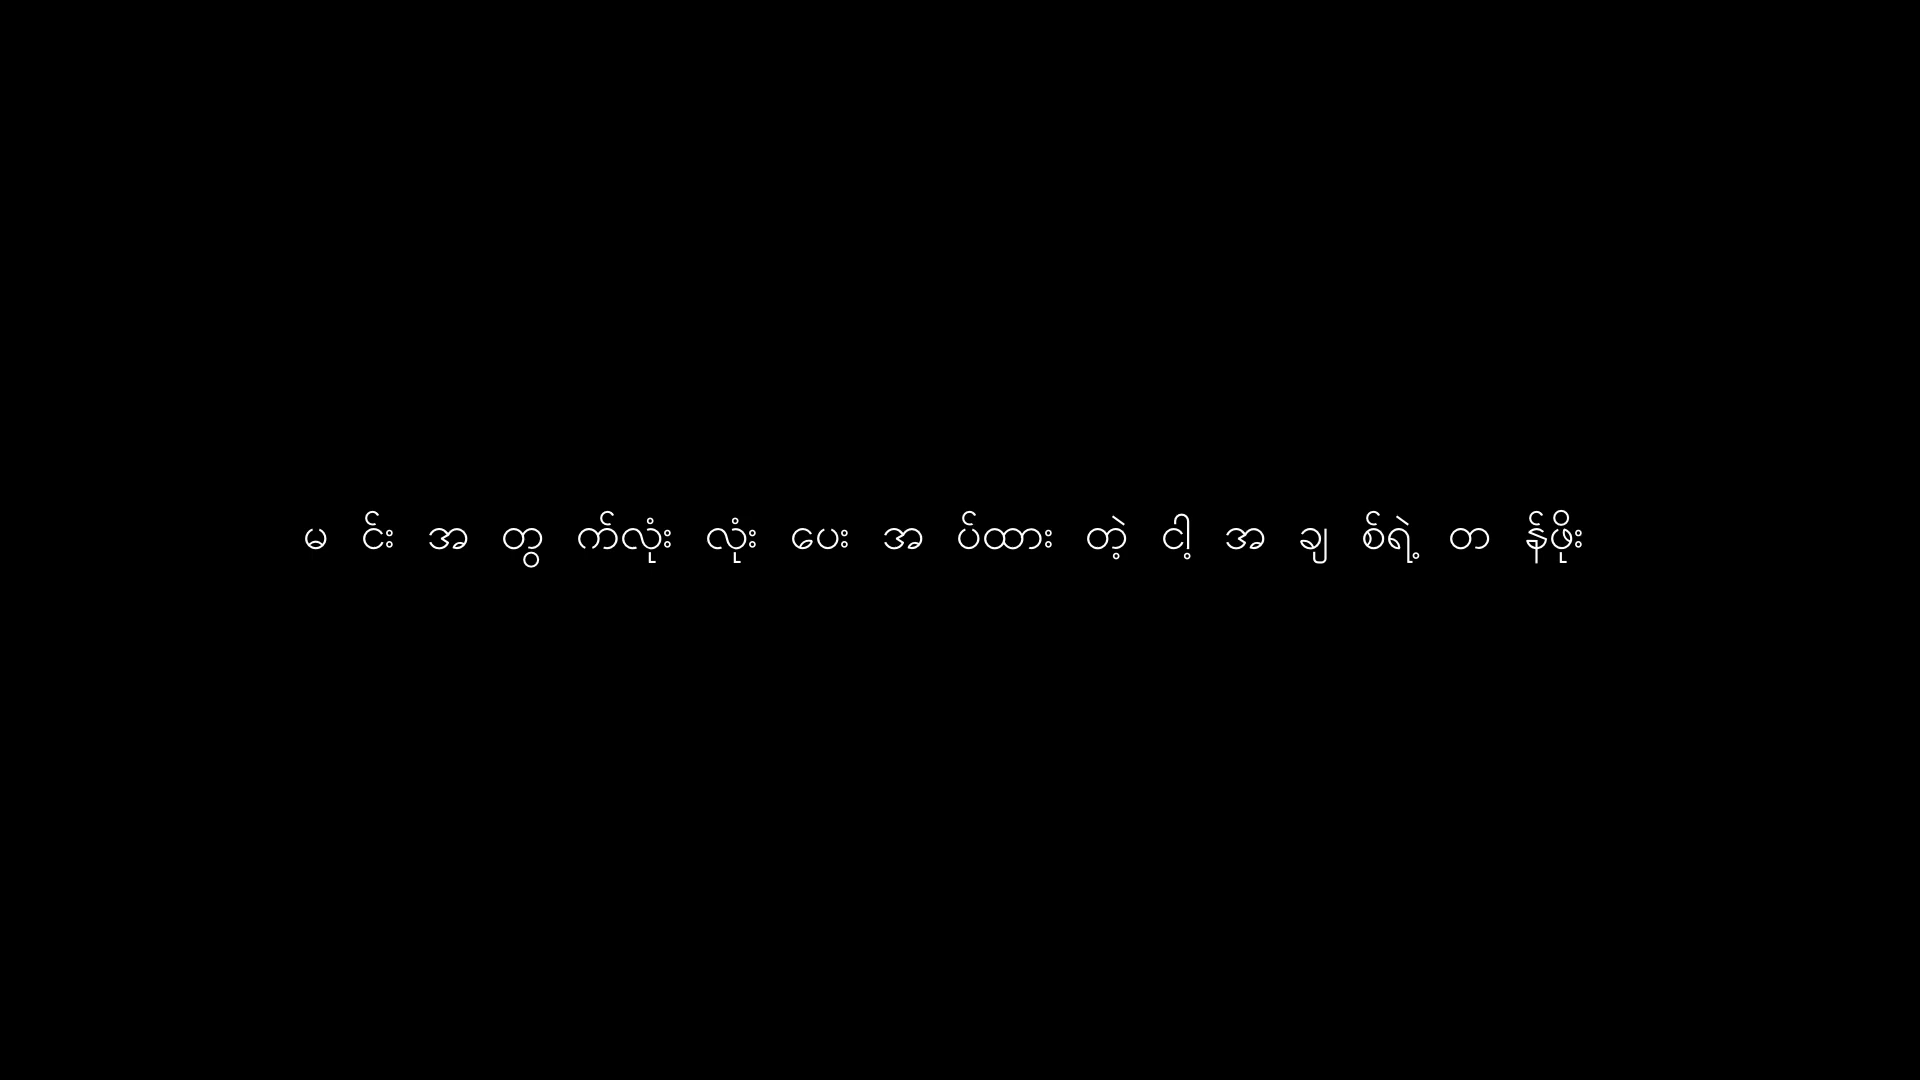 မ င်း အ တွ က်လုံး လုံး ပေး အ ပ်ထား တဲ့ ငါ့ အ ချ စ်ရဲ့ တ န်ဖိုး